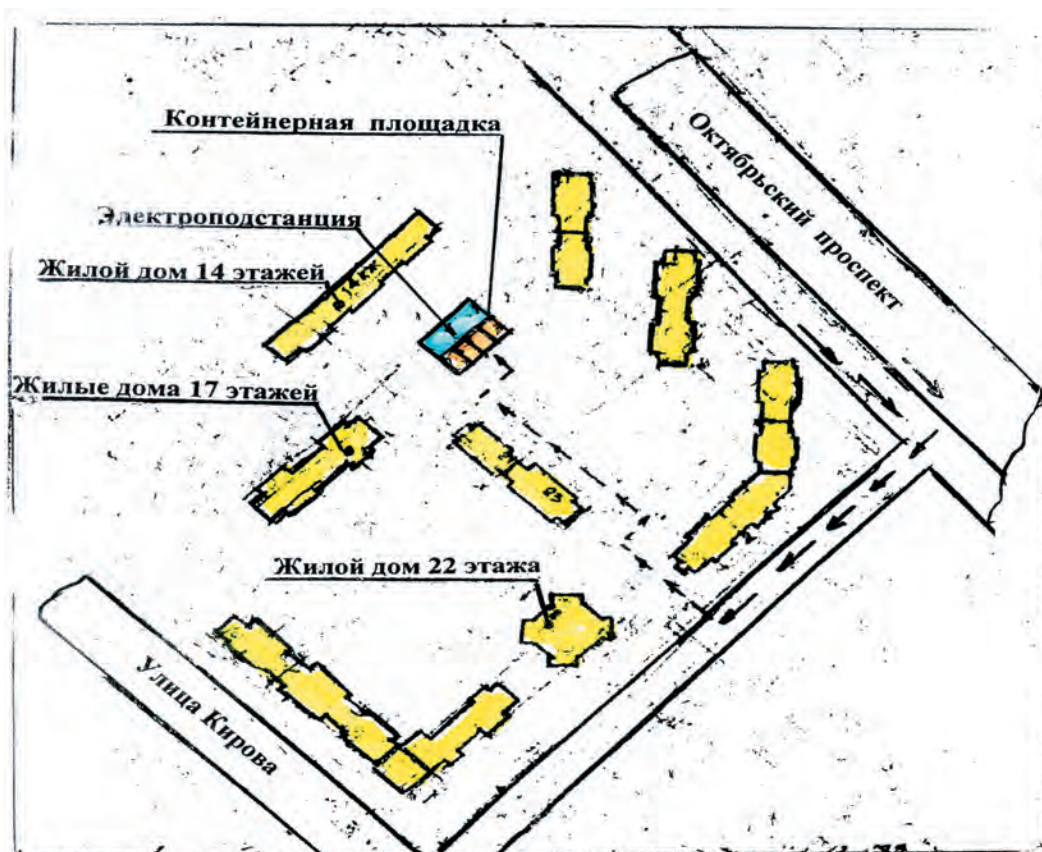 Контейнерная площадка
Октябрьский проспект
Электроподстанция
Жилой дом 14 этажей
Жилые дома 17 этажей
Жилой дом 22 этажа
Улица Кирова